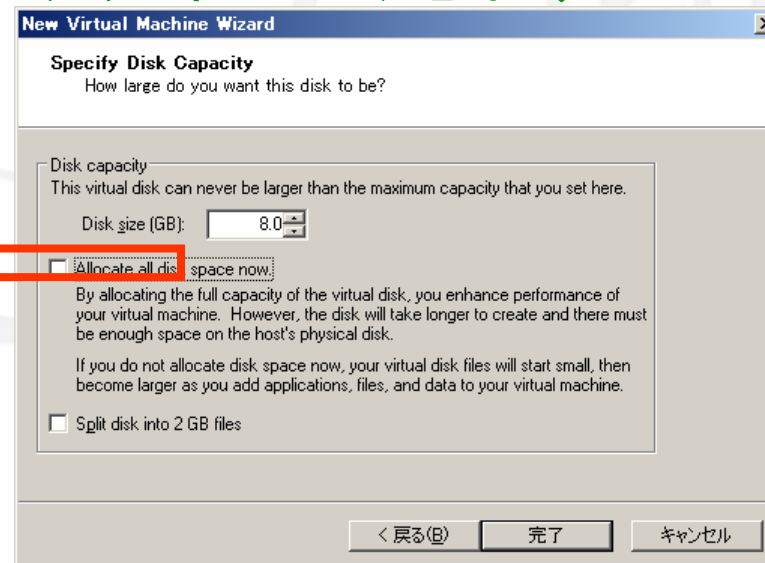 New Virtual Machine Wizard
Specify Disk Capacity
How large do you want this disk to be?
Disk capacity
This virtual disk can never be larger than the maximum capacity that you set here.
Disk size (GB): 8.0
Allocate all disk space now.
By allocating the full capacity of the virtual disk, you enhance performance of
your virtual machine. However, the disk will take longer to create and there must
be enough space on the host's physical disk.
If you do not allocate disk space now, your virtual disk files will start small, then
become larger as you add applications, files, and data to your virtual machine.
Split disk into 2 GB files
< 戻る(B) 完了 キャンセル